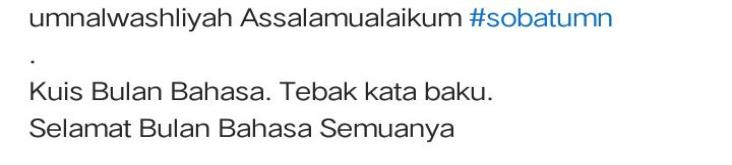 umnalwashliyah Assalamualaikum #sobatumn
.
Kuis Bulan Bahasa. Tebak kata baku.
Selamat Bulan Bahasa Semuanya